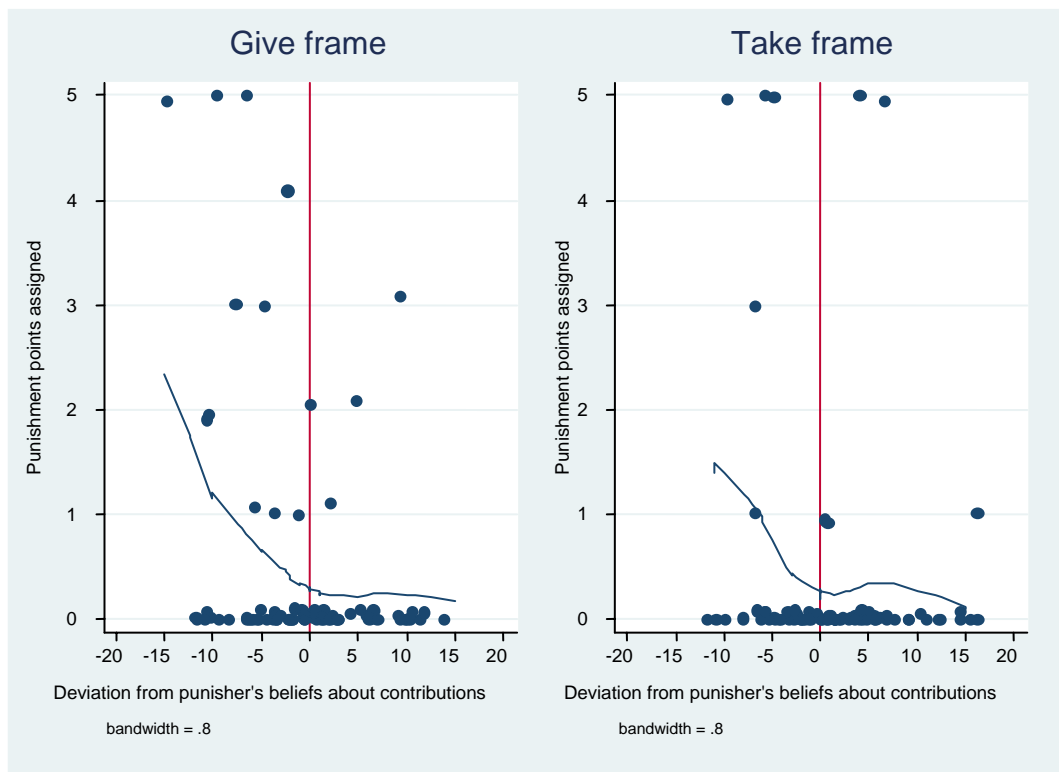 Give frame
Punishment points assigned
5
4
3
2
1
0
-20 -15 -10 -5 0 5 10 15 20
Deviation from punisher's beliefs about contributions
bandwidth = .8
Take frame
Punishment points assigned
5
4
3
2
1
0
-20 -15 -10 -5 0 5 10 15 20
Deviation from punisher's beliefs about contributions
bandwidth = .8